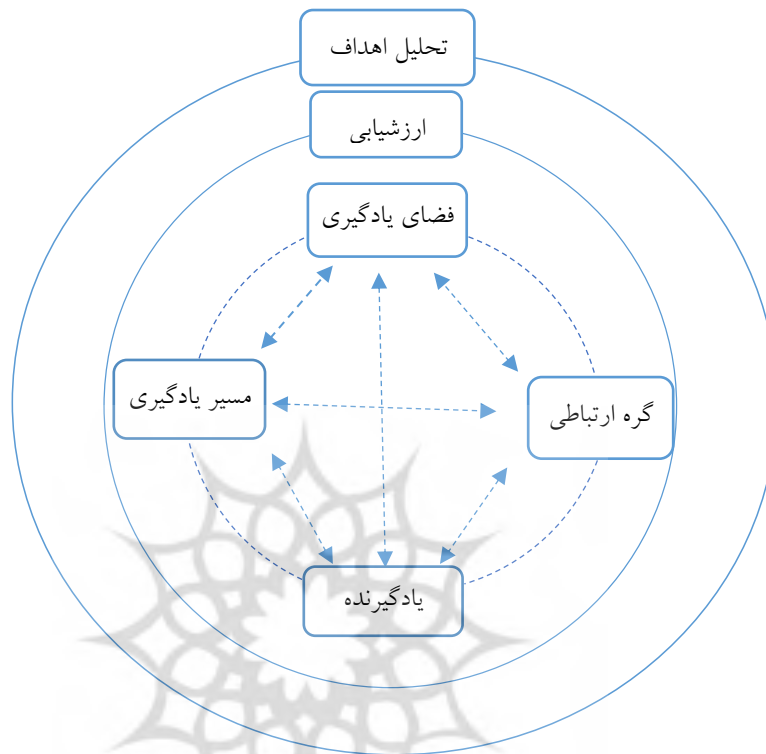 تحلیل اهداف
ارزشیابی
فضای یادگیری
مسیر یادگیری
گره ارتباطی
یادگیرنده